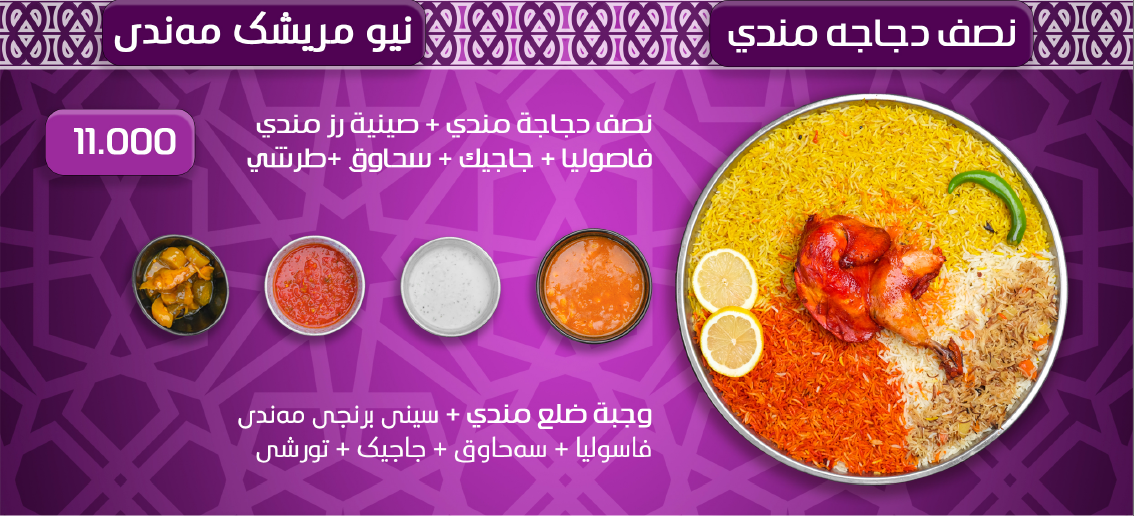 نصف دجاجه مندي
نیو مریشک مەندی
نصف دجاجة مندي + صينية رز مندي
فاصوليا + جاجيك + سحاوق +طرشي
11.000
وجبة ضلع مندي + سینی برنجی مەندی
فاسولیا + سەحاوق + جاجیک + تورشی